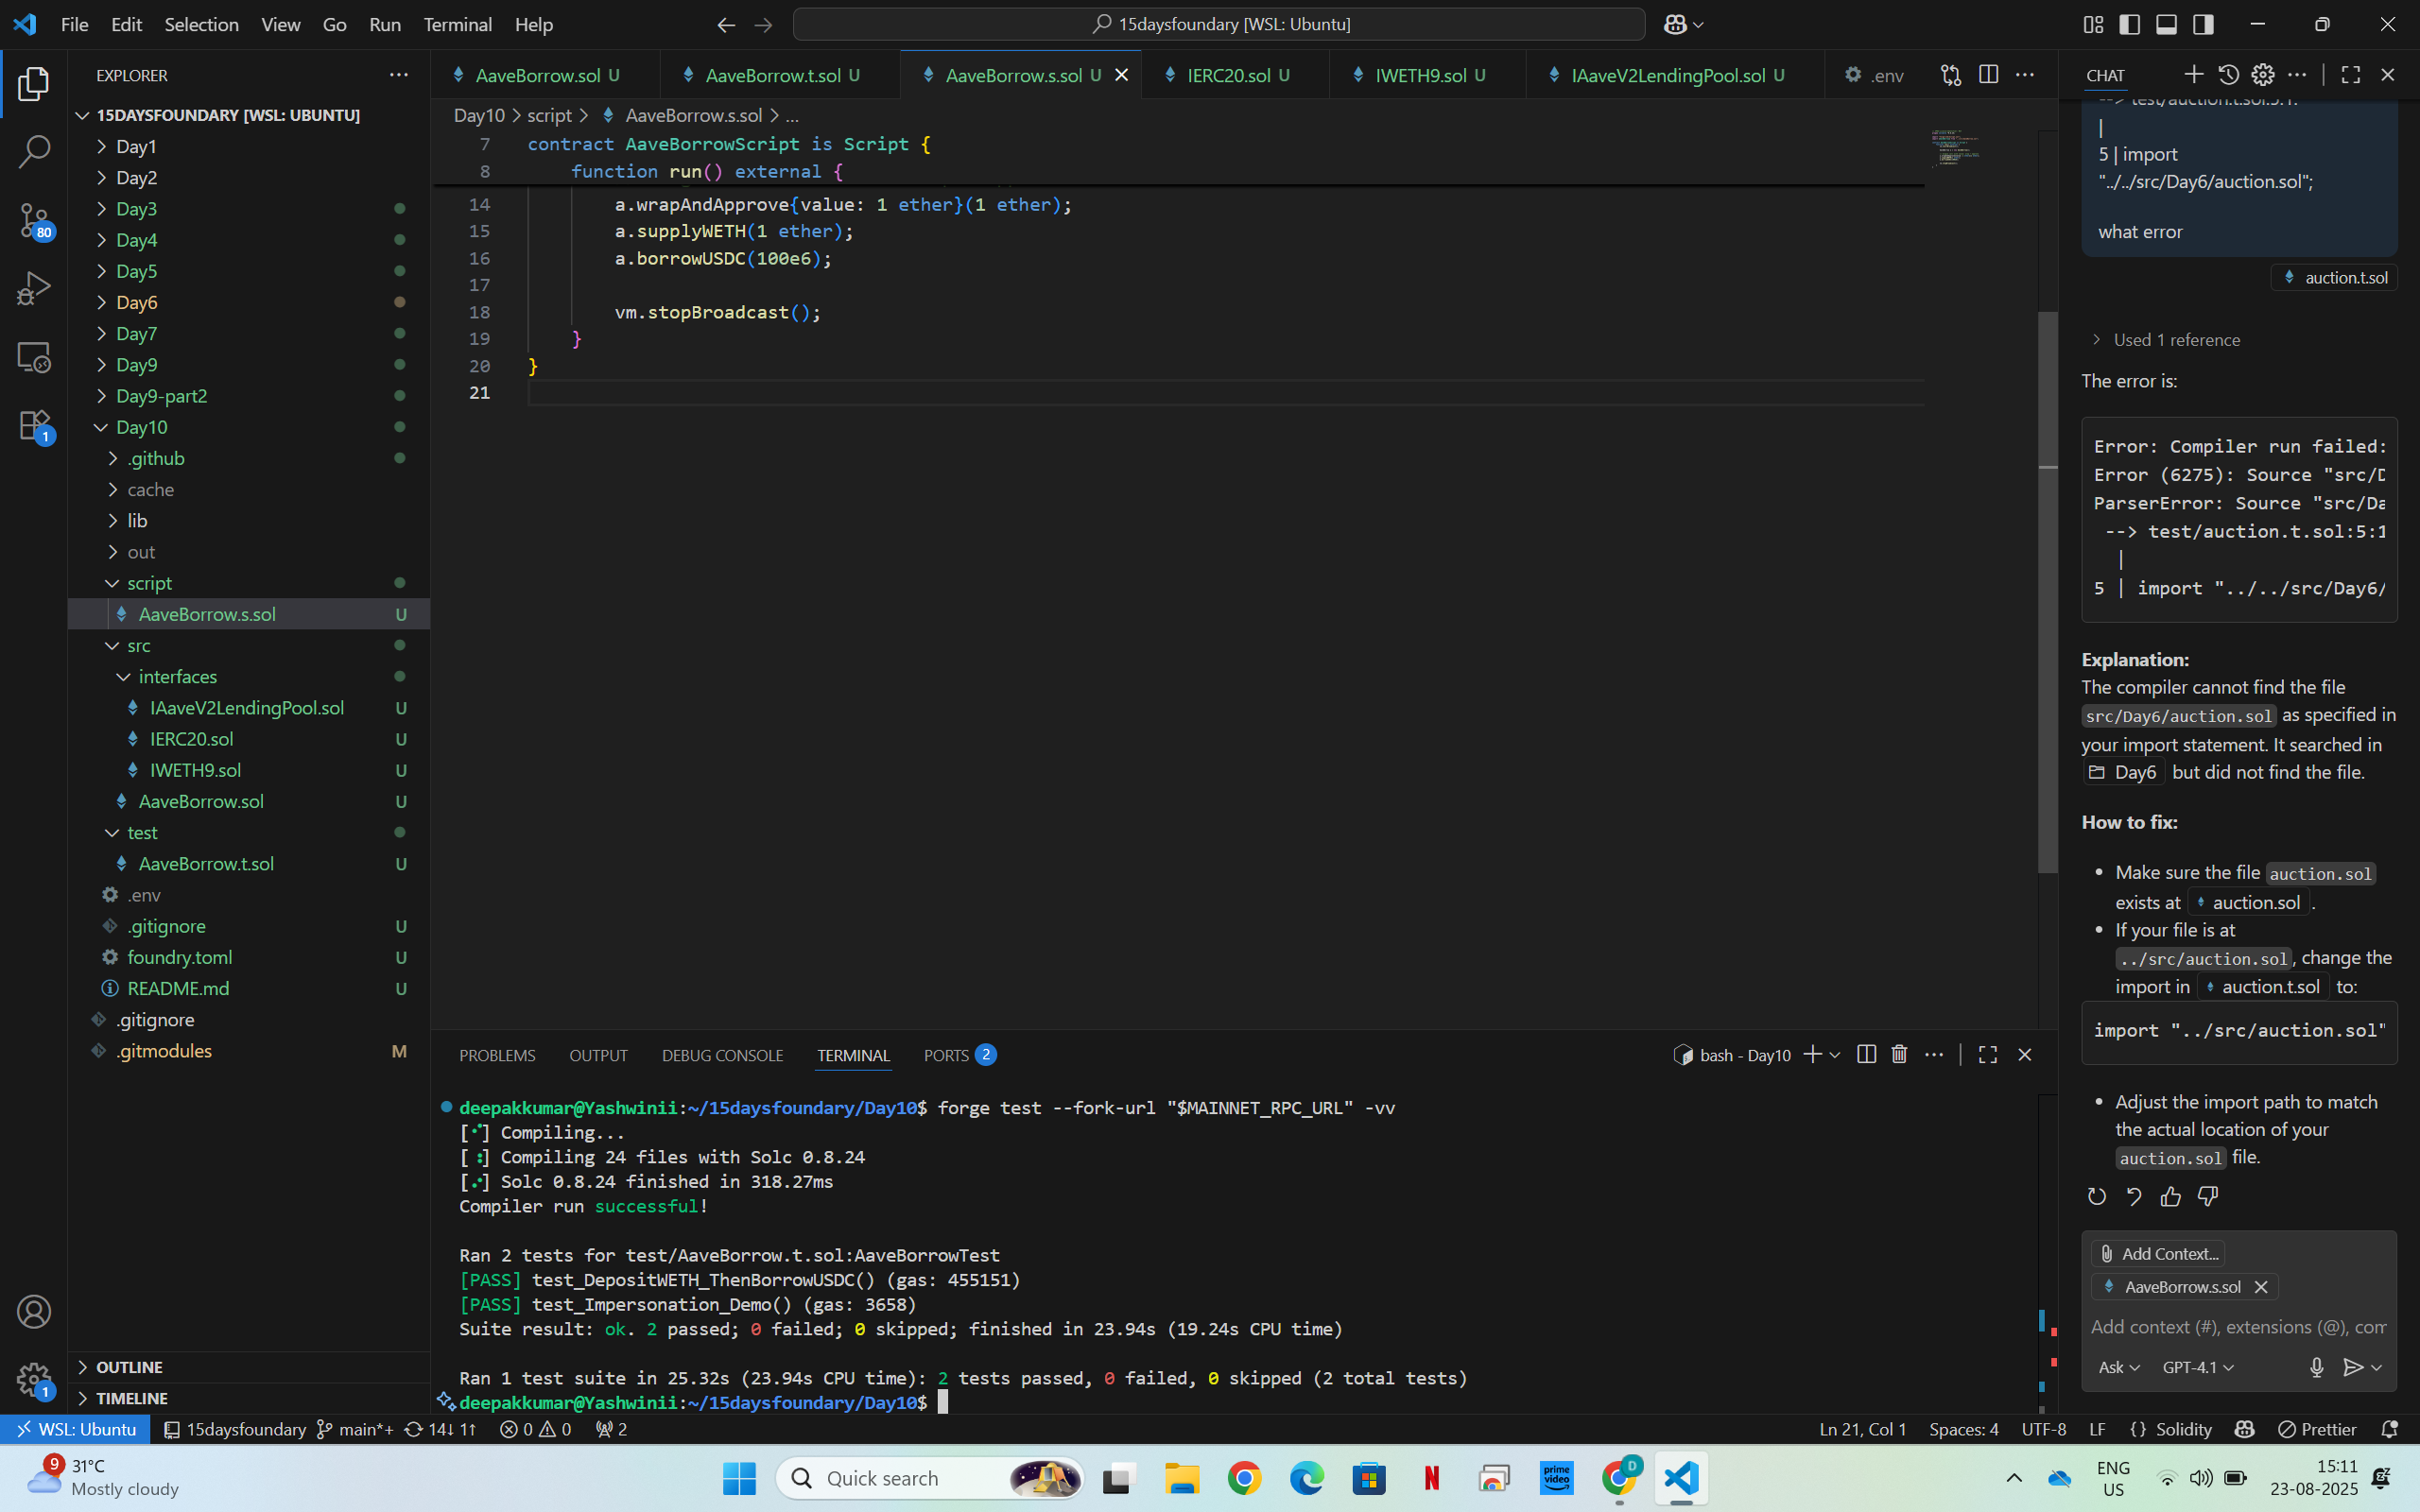 File Edit Selection View Go Run Terminal Help
15daysfoundary [WSL: Ubuntu]
EXPLORER
15DAYSFOUNDARY [WSL: UBUNTU]
Day1
Day2
Day3
Day4
Day5
Day6
Day7
Day9
Day9-part2
Day10
.github
cache
lib
out
script
AaveBorrow.s.sol U
src
interfaces
IAaveV2LendingPool.sol U
IERC20.sol U
IWETH9.sol U
AaveBorrow.sol U
test
AaveBorrow.t.sol U
.env
.gitignore U
foundry.toml U
README.md U
.gitignore
.gitmodules M
OUTLINE
TIMELINE
80
1
1
AaveBorrow.sol U AaveBorrow.t.sol U AaveBorrow.s.sol U IERC20.sol U IWETH9.sol U IAaveV2LendingPool.sol U .env
Day10 > script > AaveBorrow.s.sol > ...
7 contract AaveBorrowScript is Script {
8 function run() external {
14 a.wrapAndApprove{value: 1 ether}(1 ether);
15 a.supplyWETH(1 ether);
16 a.borrowUSDC(100e6);
17
18 vm.stopBroadcast();
19 }
20 }
21
PROBLEMS OUTPUT DEBUG CONSOLE TERMINAL PORTS 2
bash - Day10
deepakkumar@Yashwinii:~/15daysfoundary/Day10$ forge test --fork-url "$MAINNET_RPC_URL" -vv
[⠊] Compiling...
[⠘] Compiling 24 files with Solc 0.8.24
[⠔] Solc 0.8.24 finished in 318.27ms
Compiler run successful!
Ran 2 tests for test/AaveBorrow.t.sol:AaveBorrowTest
[PASS] test_DepositWETH_ThenBorrowUSDC() (gas: 455151)
[PASS] test_Impersonation_Demo() (gas: 3658)
Suite result: ok. 2 passed; 0 failed; 0 skipped; finished in 23.94s (19.24s CPU time)
Ran 1 test suite in 25.32s (23.94s CPU time): 2 tests passed, 0 failed, 0 skipped (2 total tests)
deepakkumar@Yashwinii:~/15daysfoundary/Day10$
CHAT
--> test/auction.t.sol:5:1:
|
5 | import
"../../src/Day6/auction.sol";
what error
auction.t.sol
Used 1 reference
The error is:
Error: Compiler run failed:
Error (6275): Source "src/D
ParserError: Source "src/Da
--> test/auction.t.sol:5:1
|
5 | import "../../src/Day6/
Explanation:
The compiler cannot find the file
src/Day6/auction.sol as specified in
your import statement. It searched in
Day6 but did not find the file.
How to fix:
• Make sure the file auction.sol
exists at auction.sol .
• If your file is at
../src/auction.sol, change the
import in auction.t.sol to:
import "../src/auction.sol"
• Adjust the import path to match
the actual location of your
auction.sol file.
Add Context...
AaveBorrow.s.sol
Add context (#), extensions (@), com
Ask GPT-4.1
WSL: Ubuntu 15daysfoundary main*+ 14↓ 1↑ 0 0 2
Ln 21, Col 1 Spaces: 4 UTF-8 LF {} Solidity Prettier
9
31°C
Mostly cloudy
Quick search
N
prime video
D
ENG
US
15:11
23-08-2025